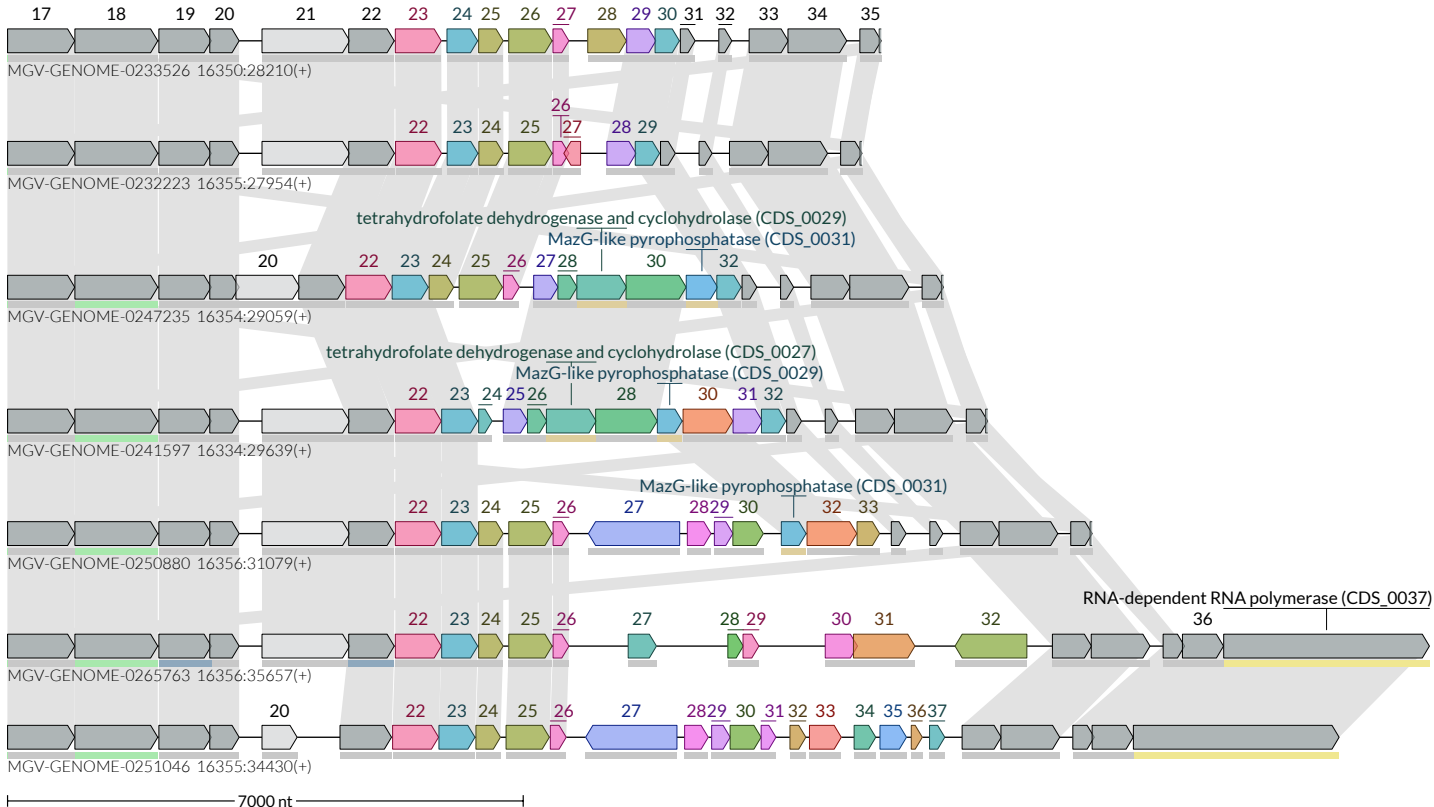 17 18 19 20 21 22 23 24 25 26 27 28 29 30 31 32 33 34 35
MGV-GENOME-0233526 16350:28210(+)
26
22 23 24 25 27 28 29
MGV-GENOME-0232223 16355:27954(+)
tetrahydrofolate dehydrogenase and cyclohydrolase (CDS_0029)
MazG-like pyrophosphatase (CDS_0031)
20 22 23 24 25 26 27 28 30 32
MGV-GENOME-0247235 16354:29059(+)
tetrahydrofolate dehydrogenase and cyclohydrolase (CDS_0027)
MazG-like pyrophosphatase (CDS_0029)
22 23 24 25 26 28 30 31 32
MGV-GENOME-0241597 16334:29639(+)
MazG-like pyrophosphatase (CDS_0031)
22 23 24 25 26 27 28 29 30 32 33
MGV-GENOME-0250880 16356:31079(+)
RNA-dependent RNA polymerase (CDS_0037)
22 23 24 25 26 27 28 29 30 31 32 36
MGV-GENOME-0265763 16356:35657(+)
20 22 23 24 25 26 27 28 29 30 31 32 33 34 35 36 37
MGV-GENOME-0251046 16355:34430(+)
7000 nt